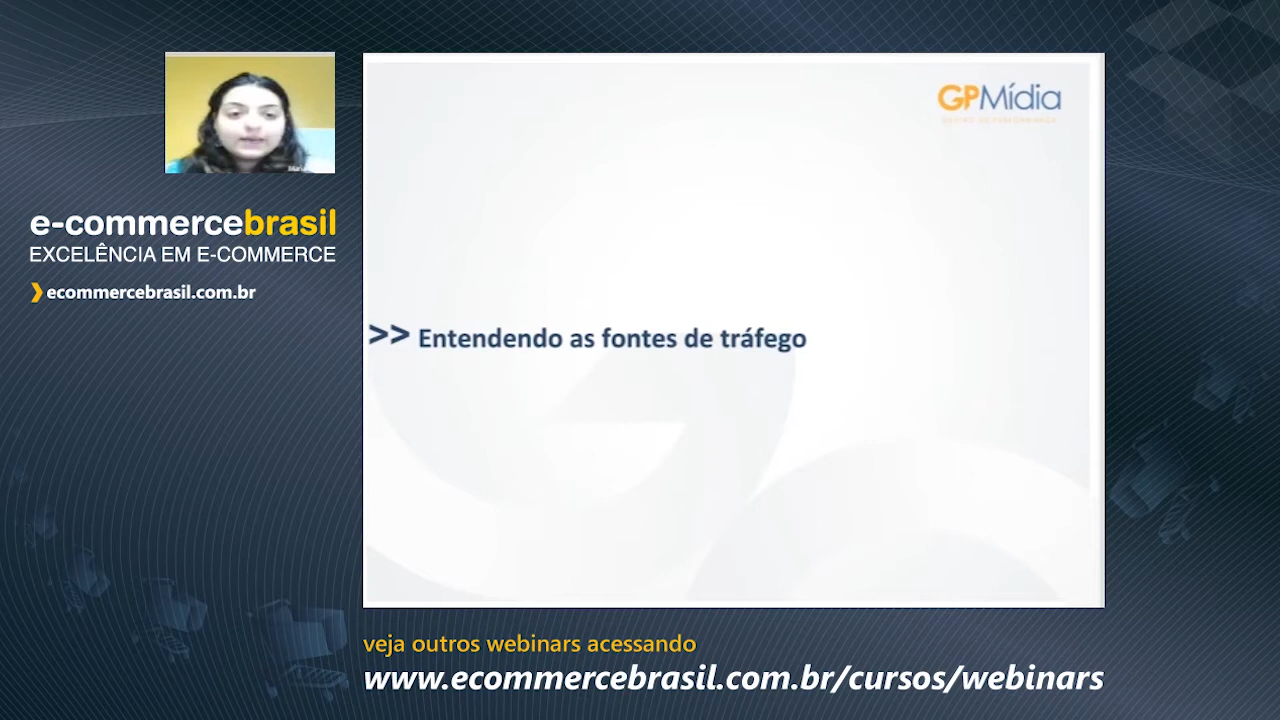 GPMídia
e-commercebrasil
EXCELÊNCIA EM E-COMMERCE
ecommercebrasil.com.br
>> Entendendo as fontes de tráfego
veja outros webinars acessando
www.ecommercebrasil.com.br/cursos/webinars